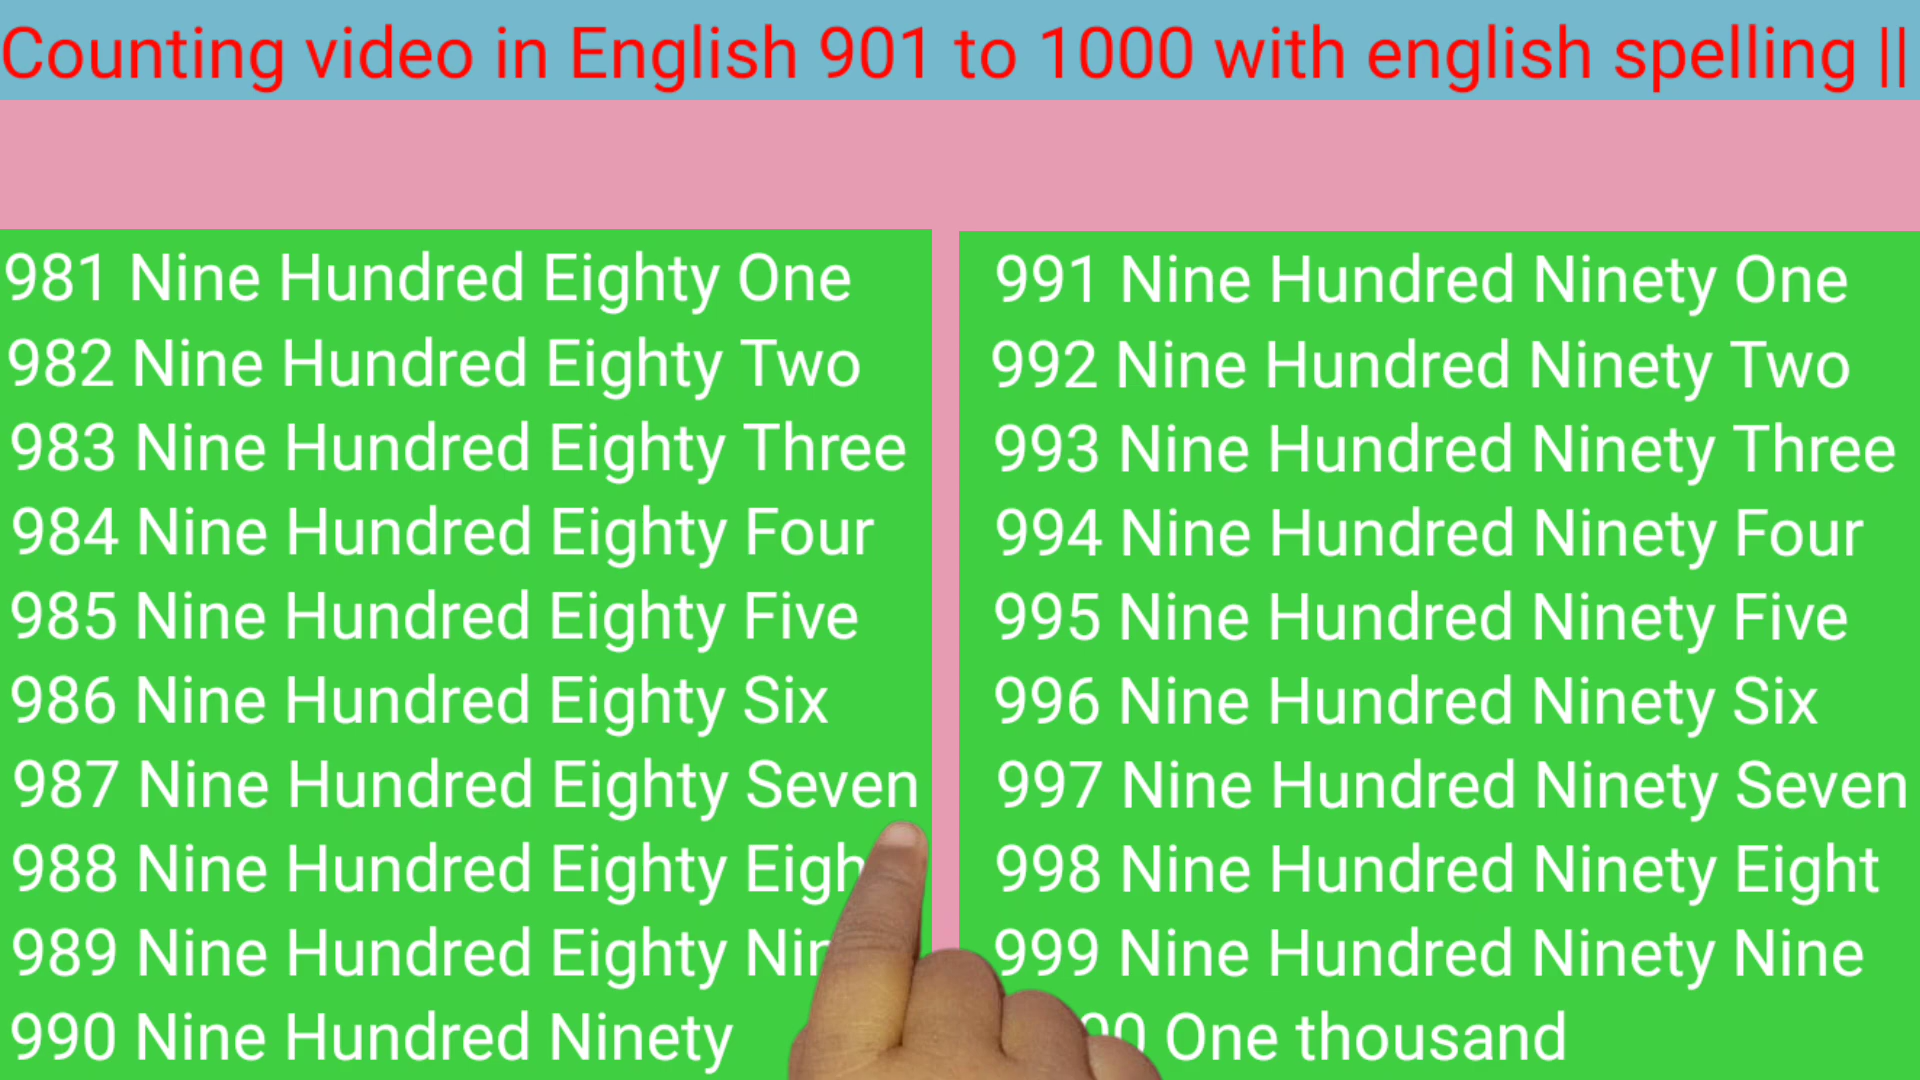 Counting video in English 901 to 1000 with english spelling ||
981 Nine Hundred Eighty One
982 Nine Hundred Eighty Two
983 Nine Hundred Eighty Three
984 Nine Hundred Eighty Four
985 Nine Hundred Eighty Five
986 Nine Hundred Eighty Six
987 Nine Hundred Eighty Seven
988 Nine Hundred Eighty
989 Nine Hundred Eighty
990 Nine Hundred Ninety
991 Nine Hundred Ninety One
992 Nine Hundred Ninety Two
993 Nine Hundred Ninety Three
994 Nine Hundred Ninety Four
995 Nine Hundred Ninety Five
996 Nine Hundred Ninety Six
997 Nine Hundred Ninety Seven
998 Nine Hundred Ninety Eight
999 Nine Hundred Ninety Nine
One thousand